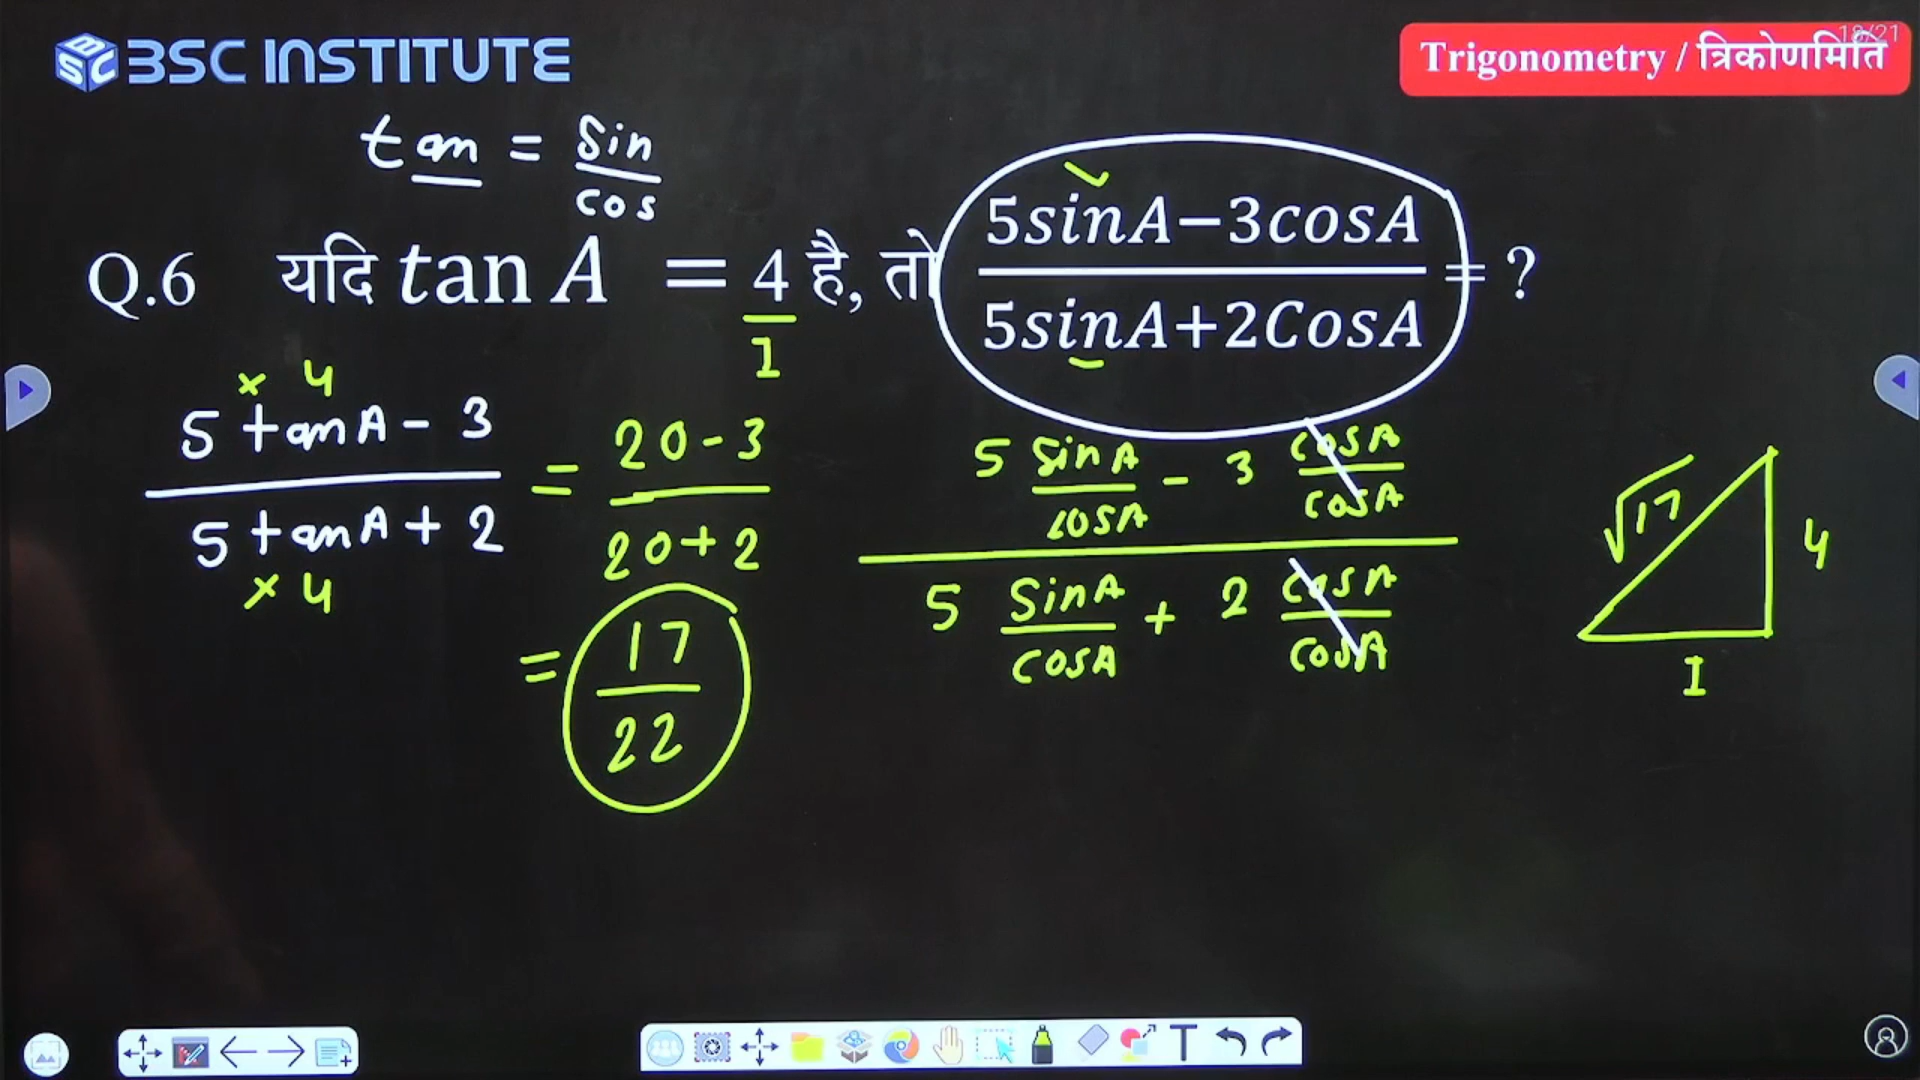 BSC INSTITUTE
18/21
Trigonometry / त्रिकोणमिति
tan = sin/cos
Q.6 यदि tan A = 4 है, तो (5sinA−3cosA)/(5sinA+2CosA) = ?
1
× 4
5 tanA - 3
5 tanA + 2
× 4
= 20-3
20+2
= 17
22
5 sinA/cosA - 3 cosA/cosA
5 sinA/cosA + 2 cosA/cosA
√17
4
1